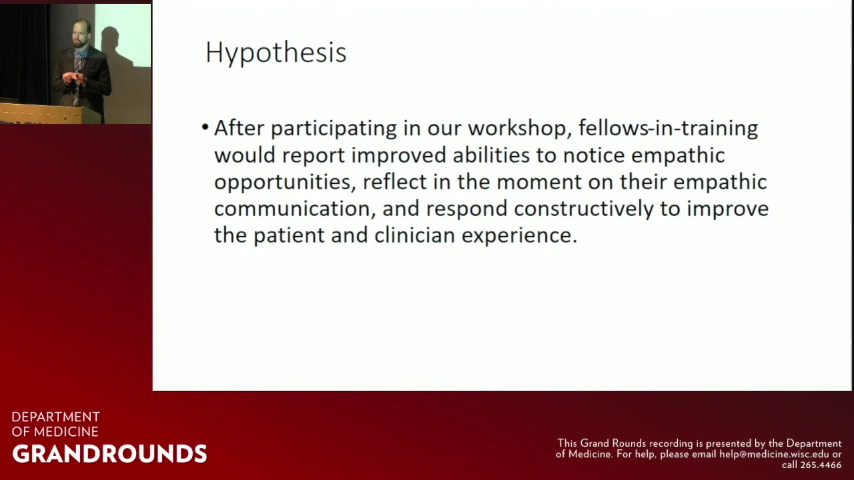 Hypothesis
• After participating in our workshop, fellows-in-training
would report improved abilities to notice empathic
opportunities, reflect in the moment on their empathic
communication, and respond constructively to improve
the patient and clinician experience.
DEPARTMENT
OF MEDICINE
GRANDROUNDS
This Grand Rounds recording is presented by the Department
of Medicine. For help, please email help@medicine.wisc.edu or
call 265.4466